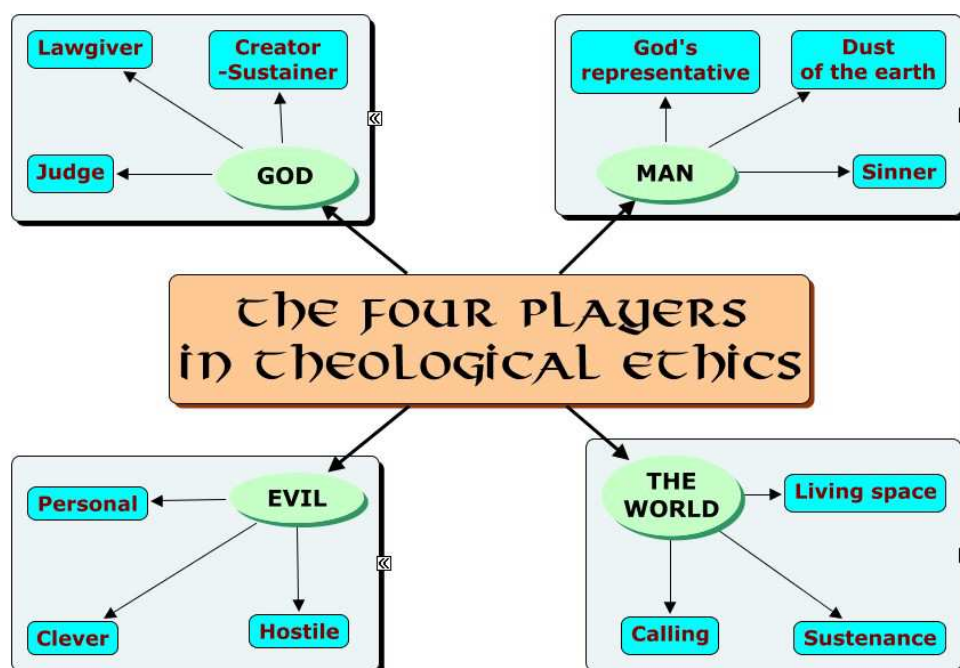 Lawgiver
Creator
-Sustainer
Judge
GOD
God's
representative
Dust
of the earth
MAN
Sinner
The Four Players
in Theological Ethics
Personal
EVIL
Clever
Hostile
THE
WORLD
Living space
Calling
Sustenance